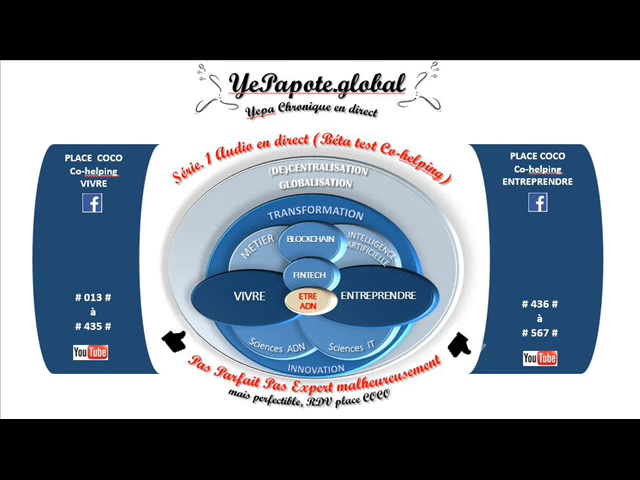 YePapote.global
Yepa Chronique en direct
Série, 1 Audio en direct (Béta test Co-helping)
PLACE COCO
Co-helping
VIVRE
# 013 #
à
# 435 #
YouTube
(DE)CENTRALISATION
GLOBALISATION
TRANSFORMATION
METIER
BLOCKCHAIN
INTELLIGENCE
ARTIFICIELLE
FINTECH
VIVRE
ETRE
ADN
ENTREPRENDRE
Sciences ADN
Sciences IT
INNOVATION
PLACE COCO
Co-helping
ENTREPRENDRE
# 436 #
à
# 567 #
YouTube
Pas Parfait Pas Expert malheureusement
mais perfectible, RDV place COCO